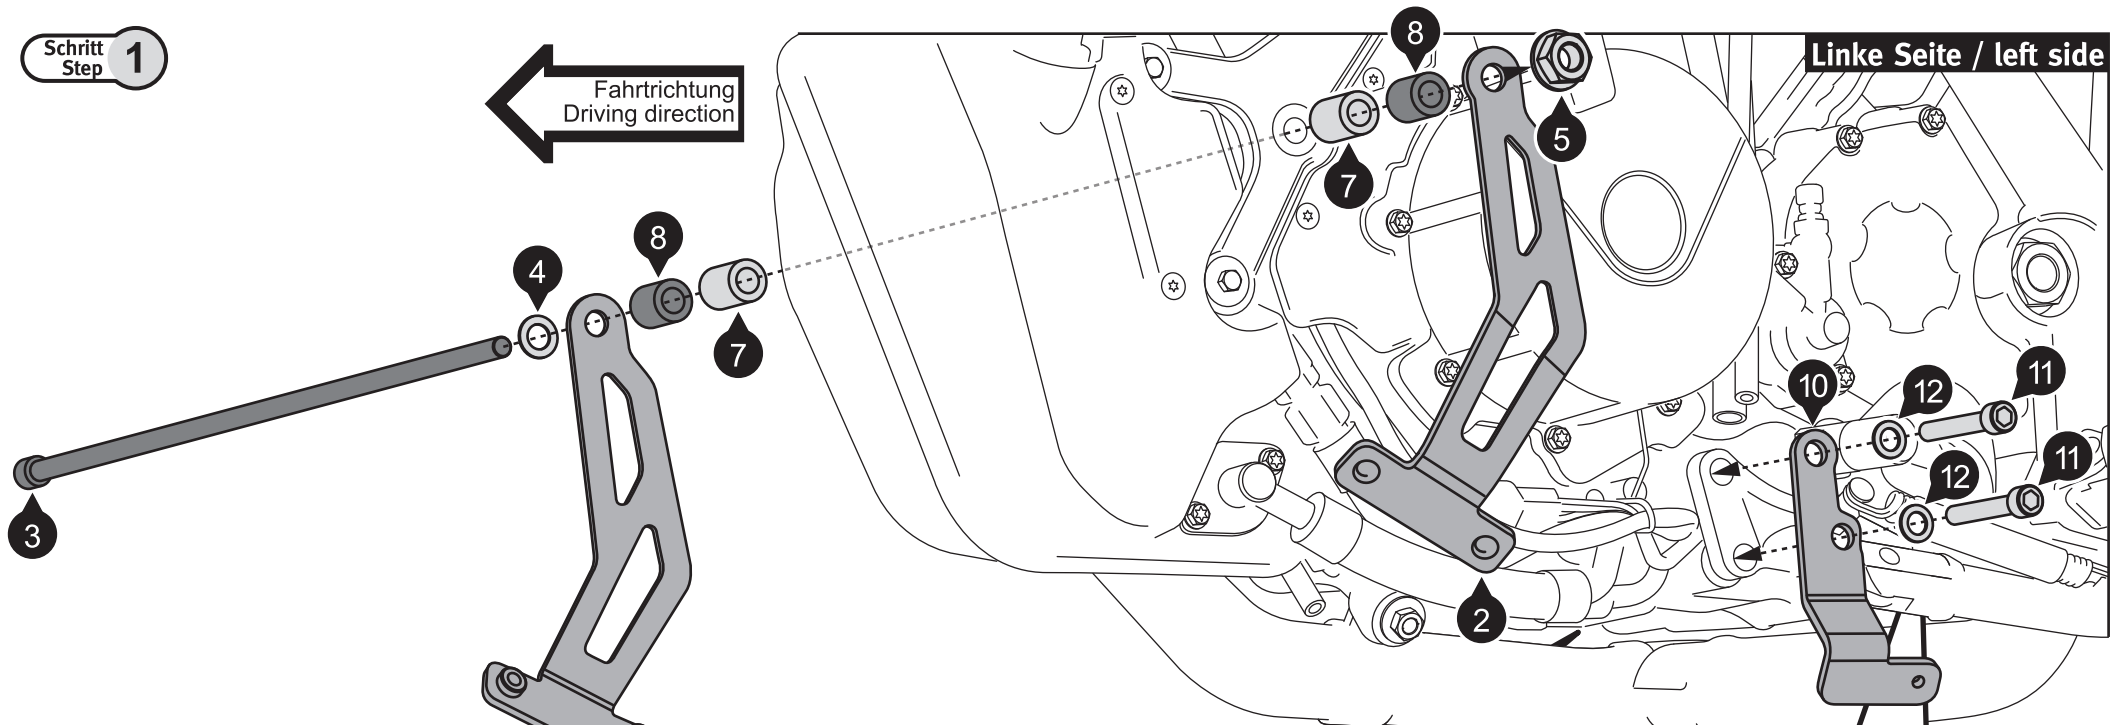 Schritt
Step
1
Fahrtrichtung
Driving direction
Linke Seite / left side
8
5
7
8
4
7
3
2
10
12
11
12
11